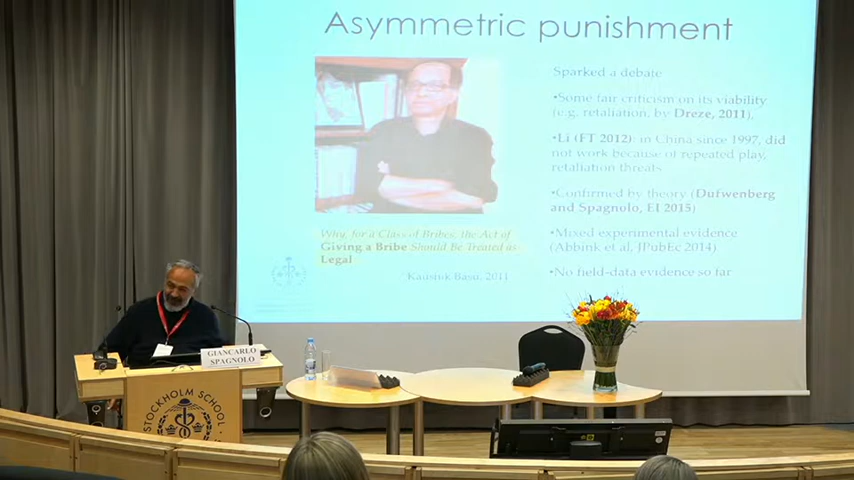 Asymmetric punishment
Sparked a debate
•Some fair criticism on its viability
(e.g. retaliation, by Dreze, 2011),
•Li (FT 2012): in China since 1997, did
not work because of repeated play,
retaliation threats
•Confirmed by theory (Dufwenberg
and Spagnolo, EI 2015)
•Mixed experimental evidence
(Abbink et al, JPubEc 2014)
•No field-data evidence so far
Why, for a Class of Bribes, the Act of
Giving a Bribe Should Be Treated as
Legal
Kaushik Basu, 2011
GIANCARLO
SPAGNOLO
STOCKHOLM SCHOOL